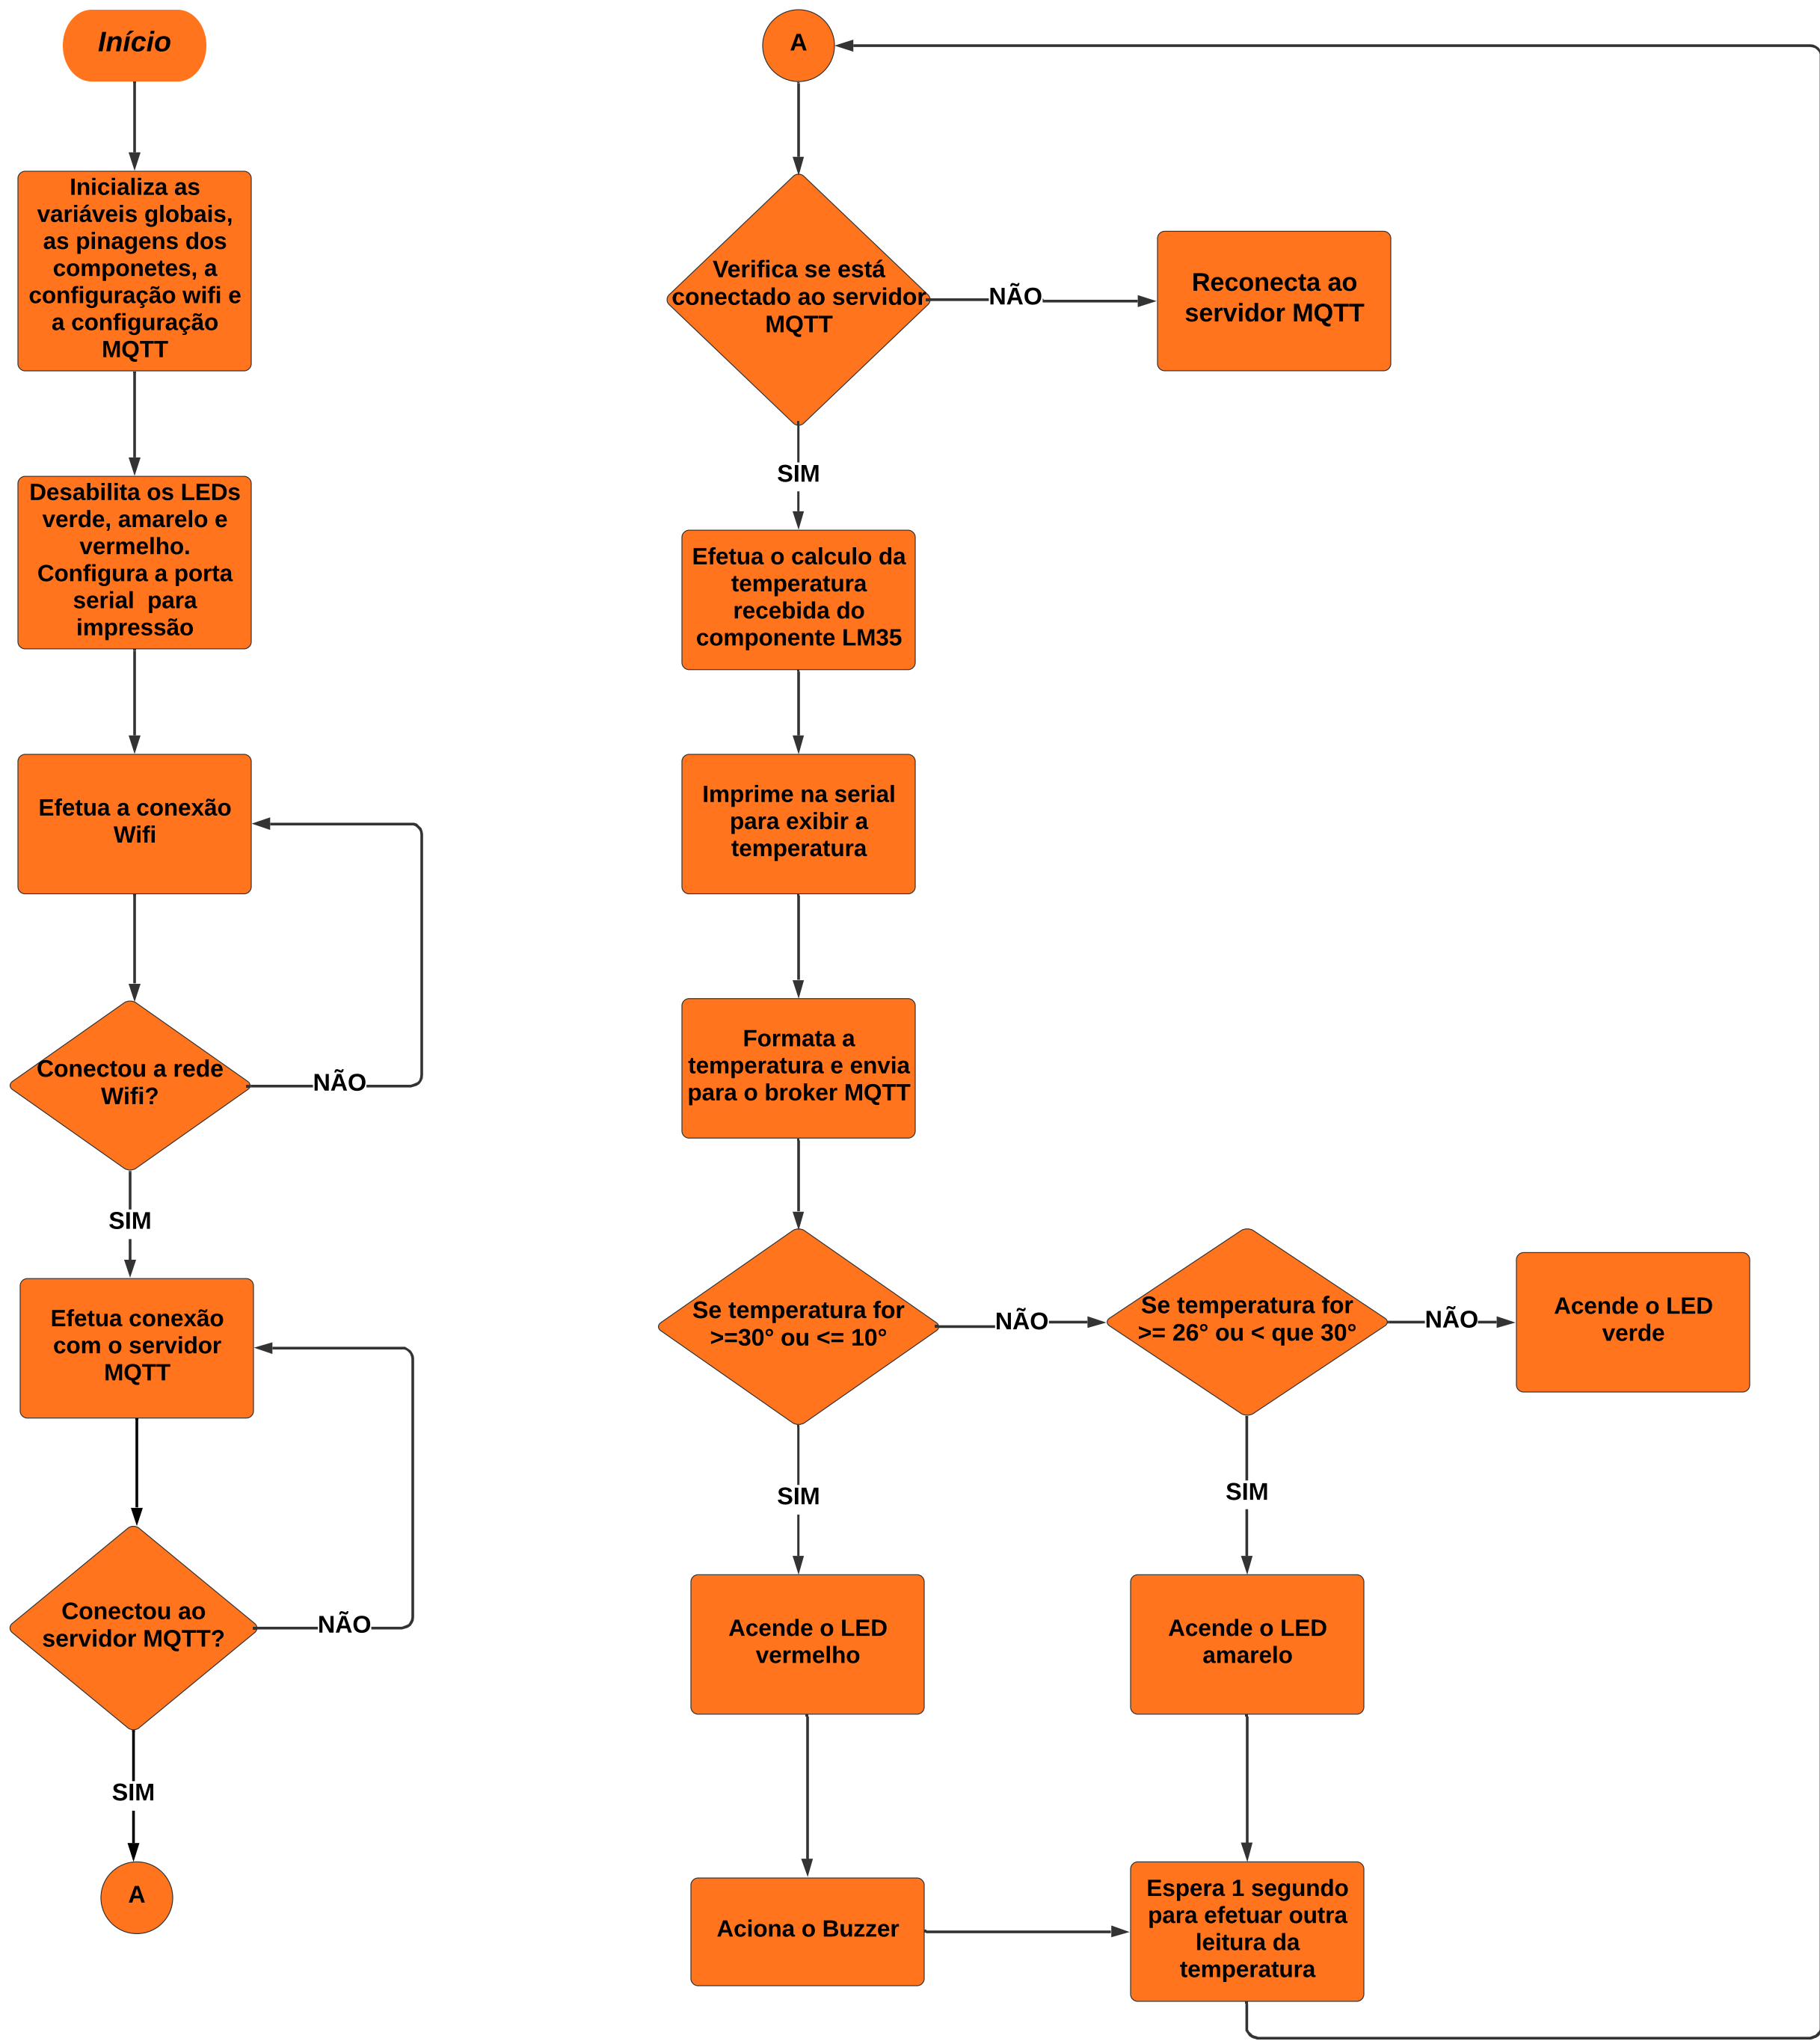 Início
Inicializa as
variáveis globais,
as pinagens dos
componetes, a
configuração wifi e
a configuração
MQTT
Desabilita os LEDs
verde, amarelo e
vermelho.
Configura a porta
serial para
impressão
Efetua a conexão
Wifi
Conectou a rede
Wifi?
NÃO
SIM
Efetua conexão
com o servidor
MQTT
Conectou ao
servidor MQTT?
NÃO
SIM
A
A
Verifica se está
conectado ao servidor
MQTT
NÃO
Reconecta ao
servidor MQTT
SIM
Efetua o calculo da
temperatura
recebida do
componente LM35
Imprime na serial
para exibir a
temperatura
Formata a
temperatura e envia
para o broker MQTT
Se temperatura for
>=30° ou <= 10°
NÃO
Se temperatura for
>= 26° ou < que 30°
NÃO
Acende o LED
verde
SIM
SIM
Acende o LED
vermelho
Acende o LED
amarelo
Aciona o Buzzer
Espera 1 segundo
para efetuar outra
leitura da
temperatura